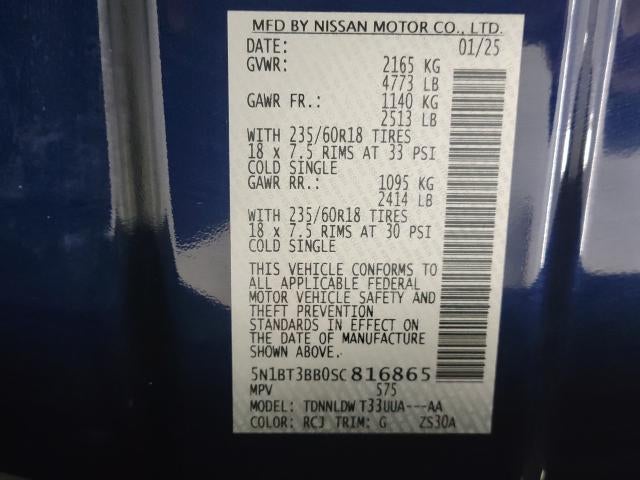 MFD BY NISSAN MOTOR CO., LTD.
DATE: 01/25
GVWR: 2165 KG
4773 LB
GAWR FR.: 1140 KG
2513 LB
WITH 235/60R18 TIRES
18 x 7.5 RIMS AT 33 PSI
COLD SINGLE
GAWR RR.: 1095 KG
2414 LB
WITH 235/60R18 TIRES
18 x 7.5 RIMS AT 30 PSI
COLD SINGLE
THIS VEHICLE CONFORMS TO
ALL APPLICABLE FEDERAL
MOTOR VEHICLE SAFETY AND
THEFT PREVENTION
STANDARDS IN EFFECT ON
THE DATE OF MANUFACTURE
SHOWN ABOVE.
5N1BT3BB0SC816865
MPV 575
MODEL: TDNNLDW T33UUA---AA
COLOR: RCJ TRIM: G ZS30A